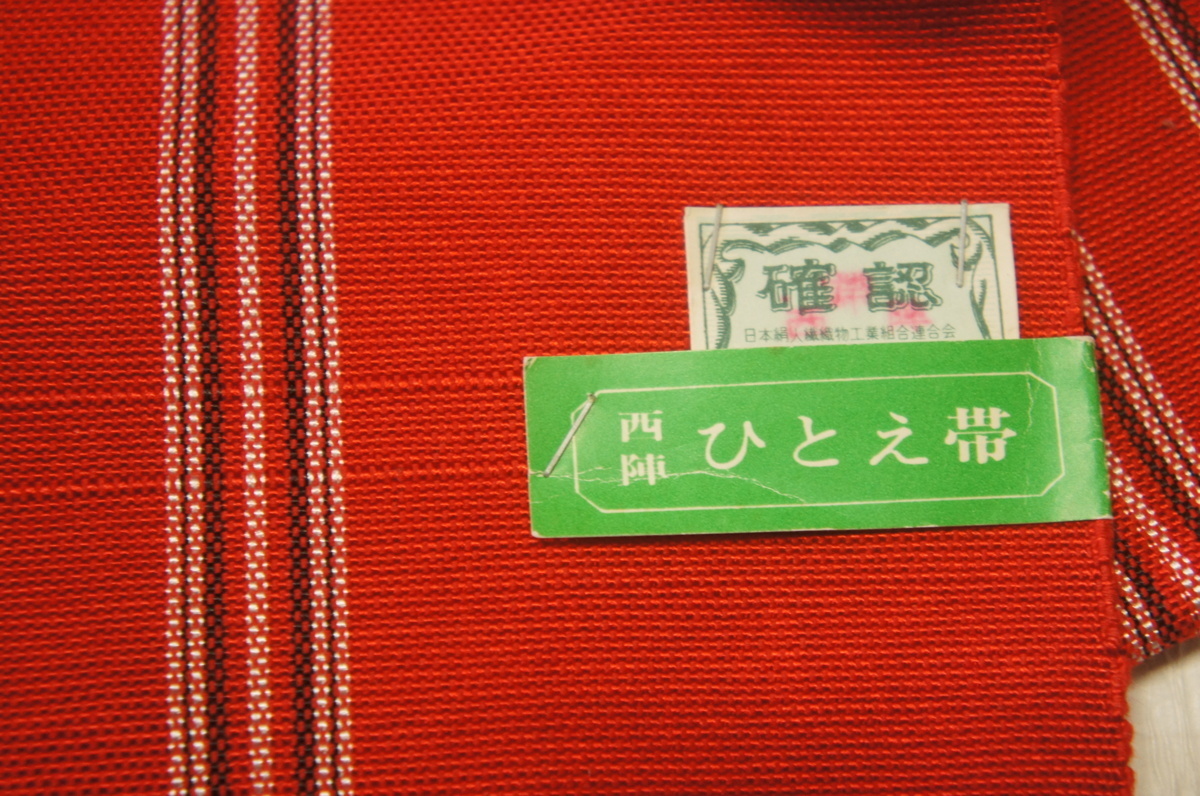 確認
日本絹人繊織物工業組合連合会
西陣 ひとえ帯